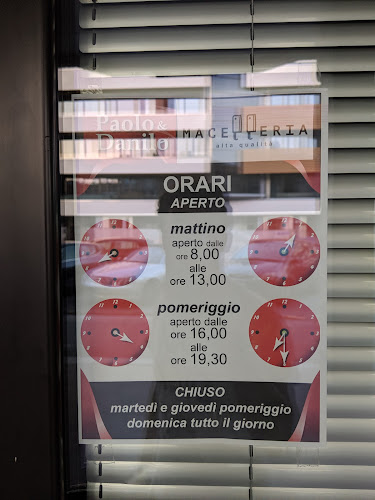 Paolo &
Danilo
MACELLERIA
alta qualità
ORARI
APERTO
mattino
aperto dalle
ore 8,00
alle
ore 13,00
pomeriggio
aperto dalle
ore 16,00
alle
ore 19,30
CHIUSO
martedì e giovedì pomeriggio
domenica tutto il giorno